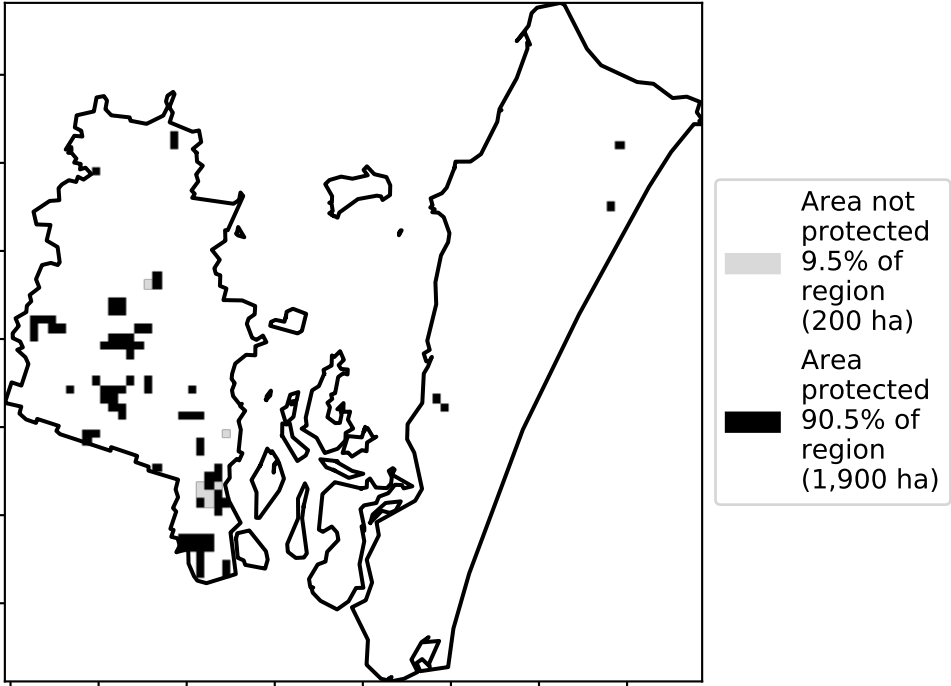 Area not
protected
9.5% of
region
(200 ha)
Area
protected
90.5% of
region
(1,900 ha)